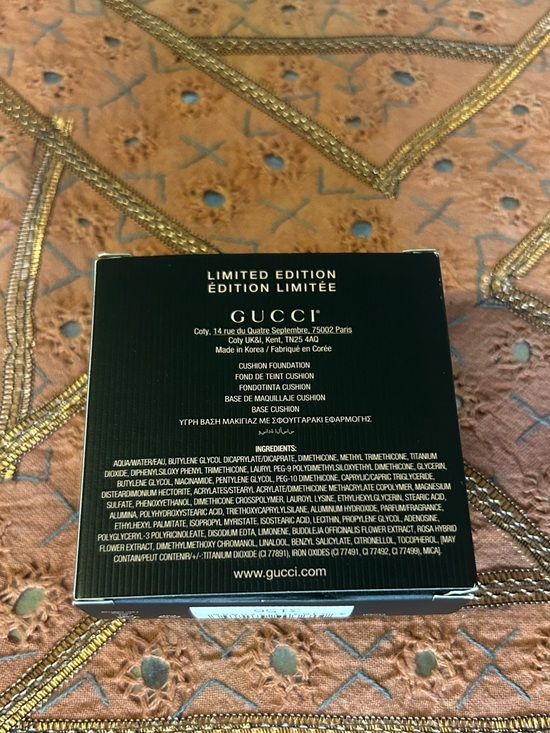 LIMITED EDITION
ÉDITION LIMITÉE
GUCCI
Coty, 14 rue du Quatre Septembre, 75002 Paris
Coty UK&I, Kent, TN25 4AQ
Made in Korea / Fabriqué en Corée
CUSHION FOUNDATION
FOND DE TEINT CUSHION
FONDOTINTA CUSHION
BASE DE MAQUILLAJE CUSHION
BASE CUSHION
ΥΓΡΗ ΒΑΣΗ ΜΑΚΙΓΙΑΖ ΜΕ ΣΦΟΥΓΓΑΡΑΚΙ ΕΦΑΡΜΟΓΗΣ
INGREDIENTS:
AQUA/WATER/EAU, BUTYLENE GLYCOL DICAPRYLATE/DICAPRATE, DIMETHICONE, METHYL TRIMETHICONE, TITANIUM
DIOXIDE, DIPHENYLSILOXY PHENYL TRIMETHICONE, LAURYL PEG-9 POLYDIMETHYLSILOXYETHYL DIMETHICONE, GLYCERIN,
BUTYLENE GLYCOL, NIACINAMIDE, PENTYLENE GLYCOL, PEG-10 DIMETHICONE, CAPRYLIC/CAPRIC TRIGLYCERIDE,
DISTEARDIMONIUM HECTORITE, ACRYLATES/STEARYL ACRYLATE/DIMETHICONE METHACRYLATE COPOLYMER, MAGNESIUM
SULFATE, PHENOXYETHANOL, DIMETHICONE CROSSPOLYMER, LAUROYL LYSINE, ETHYLHEXYLGLYCERIN, STEARIC ACID,
ALUMINA, POLYHYDROXYSTEARIC ACID, TRIETHOXYCAPRYLYLSILANE, ALUMINUM HYDROXIDE, PARFUM/FRAGRANCE,
ETHYLHEXYL PALMITATE, ISOPROPYL MYRISTATE, ISOSTEARIC ACID, LECITHIN, PROPYLENE GLYCOL, ADENOSINE,
POLYGLYCERYL-3 POLYRICINOLEATE, DISODIUM EDTA, LIMONENE, BUDDLEJA OFFICINALIS FLOWER EXTRACT, ROSA HYBRID
FLOWER EXTRACT, DIMETHYLMETHOXY CHROMANOL, LINALOOL, BENZYL SALICYLATE, CITRONELLOL, TOCOPHEROL, [MAY
CONTAIN/PEUT CONTENIR/+/-:TITANIUM DIOXIDE (CI 77891), IRON OXIDES (CI 77491, CI 77492, CI 77499), MICA].
www.gucci.com